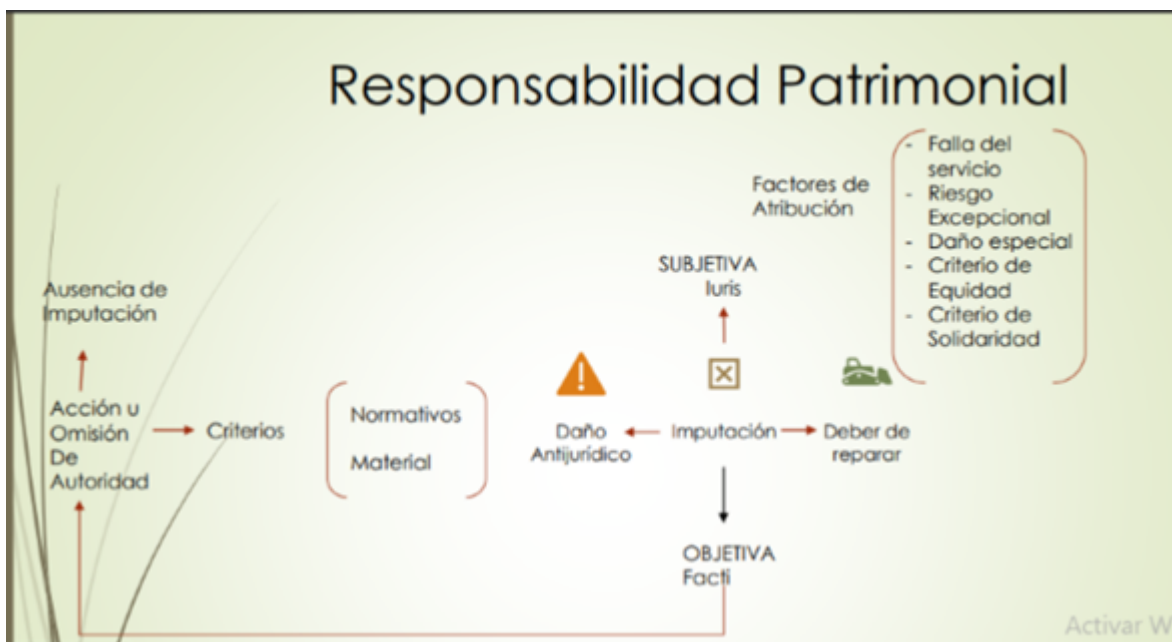 Responsabilidad Patrimonial
Factores de
Atribución
- Falla del
servicio
- Riesgo
Excepcional
- Daño especial
- Criterio de
Equidad
- Criterio de
Solidaridad
SUBJETIVA
Iuris
Ausencia de
Imputación
Acción u
Omisión
De
Autoridad
Criterios
Normativos
Material
Daño
Antijurídico
Imputación
Deber de
reparar
OBJETIVA
Facti
Activar W